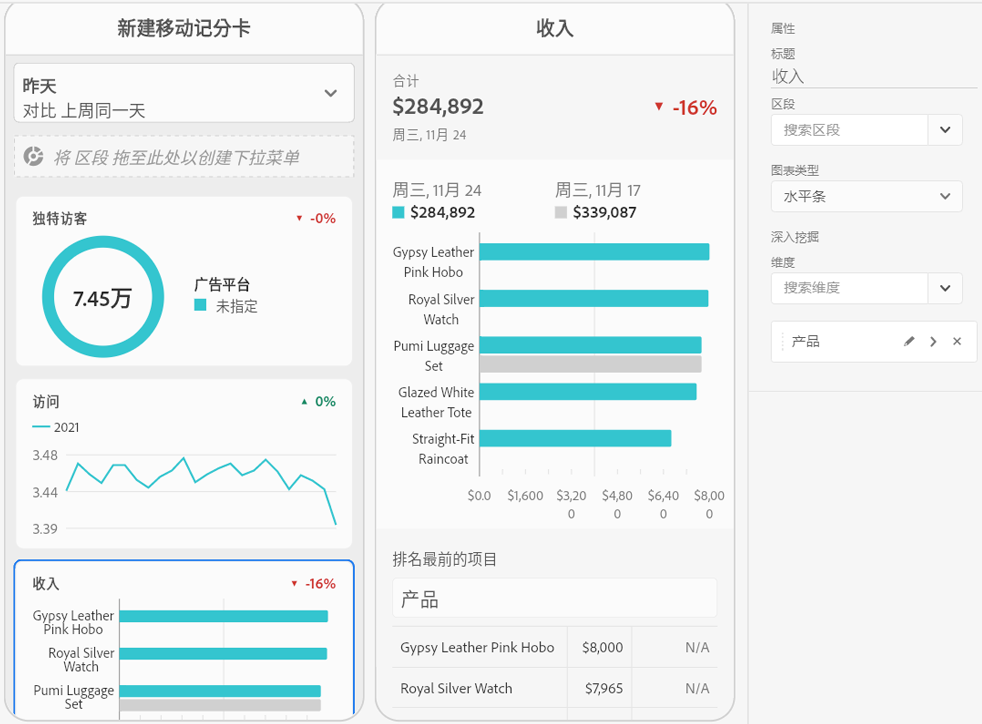 新建移动记分卡
昨天
对比 上周同一天
将 区段 拖至此处以创建下拉菜单
独特访客
▼ -0%
7.45万
广告平台
未指定
访问
▲ 0%
2021
3.48
3.44
3.39
收入
▼ -16%
Gypsy Leather
Pink Hobo
Royal Silver
Watch
Pumi Luggage
Set
收入
合计
$284,892
▼ -16%
周三, 11月 24
周三, 11月 24
$284,892
周三, 11月 17
$339,087
Gypsy Leather
Pink Hobo
Royal Silver
Watch
Pumi Luggage
Set
Glazed White
Leather Tote
Straight-Fit
Raincoat
$0.0 $1,600 $3,20 $4,80 $6,40 $8,00
0 0 0 0
排名最前的项目
产品
Gypsy Leather Pink Hobo $8,000 N/A
Royal Silver Watch $7,965 N/A
属性
标题
收入
区段
搜索区段
图表类型
水平条
深入挖掘
维度
搜索维度
产品